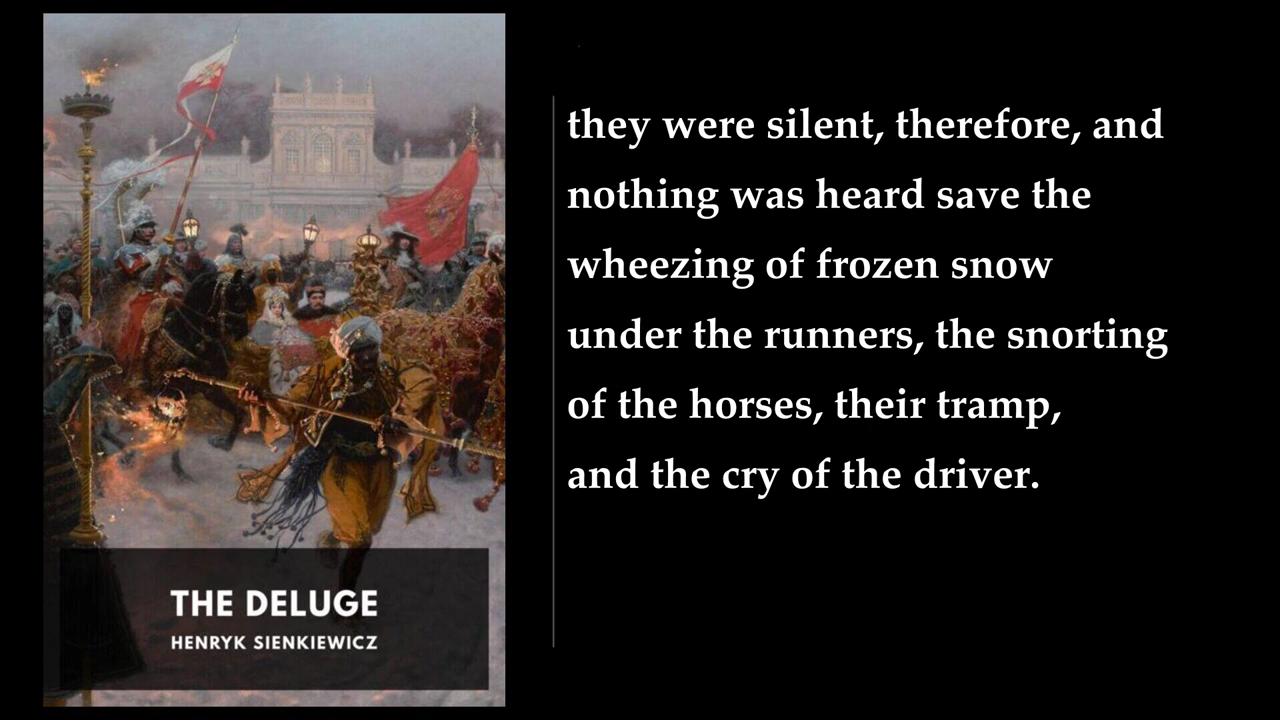 they were silent, therefore, and
nothing was heard save the
wheezing of frozen snow
under the runners, the snorting
of the horses, their tramp,
and the cry of the driver.
THE DELUGE
HENRYK SIENKIEWICZ